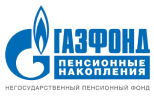 ГАЗФОНД
ПЕНСИОННЫЕ
НАКОПЛЕНИЯ
НЕГОСУДАРСТВЕННЫЙ ПЕНСИОННЫЙ ФОНД